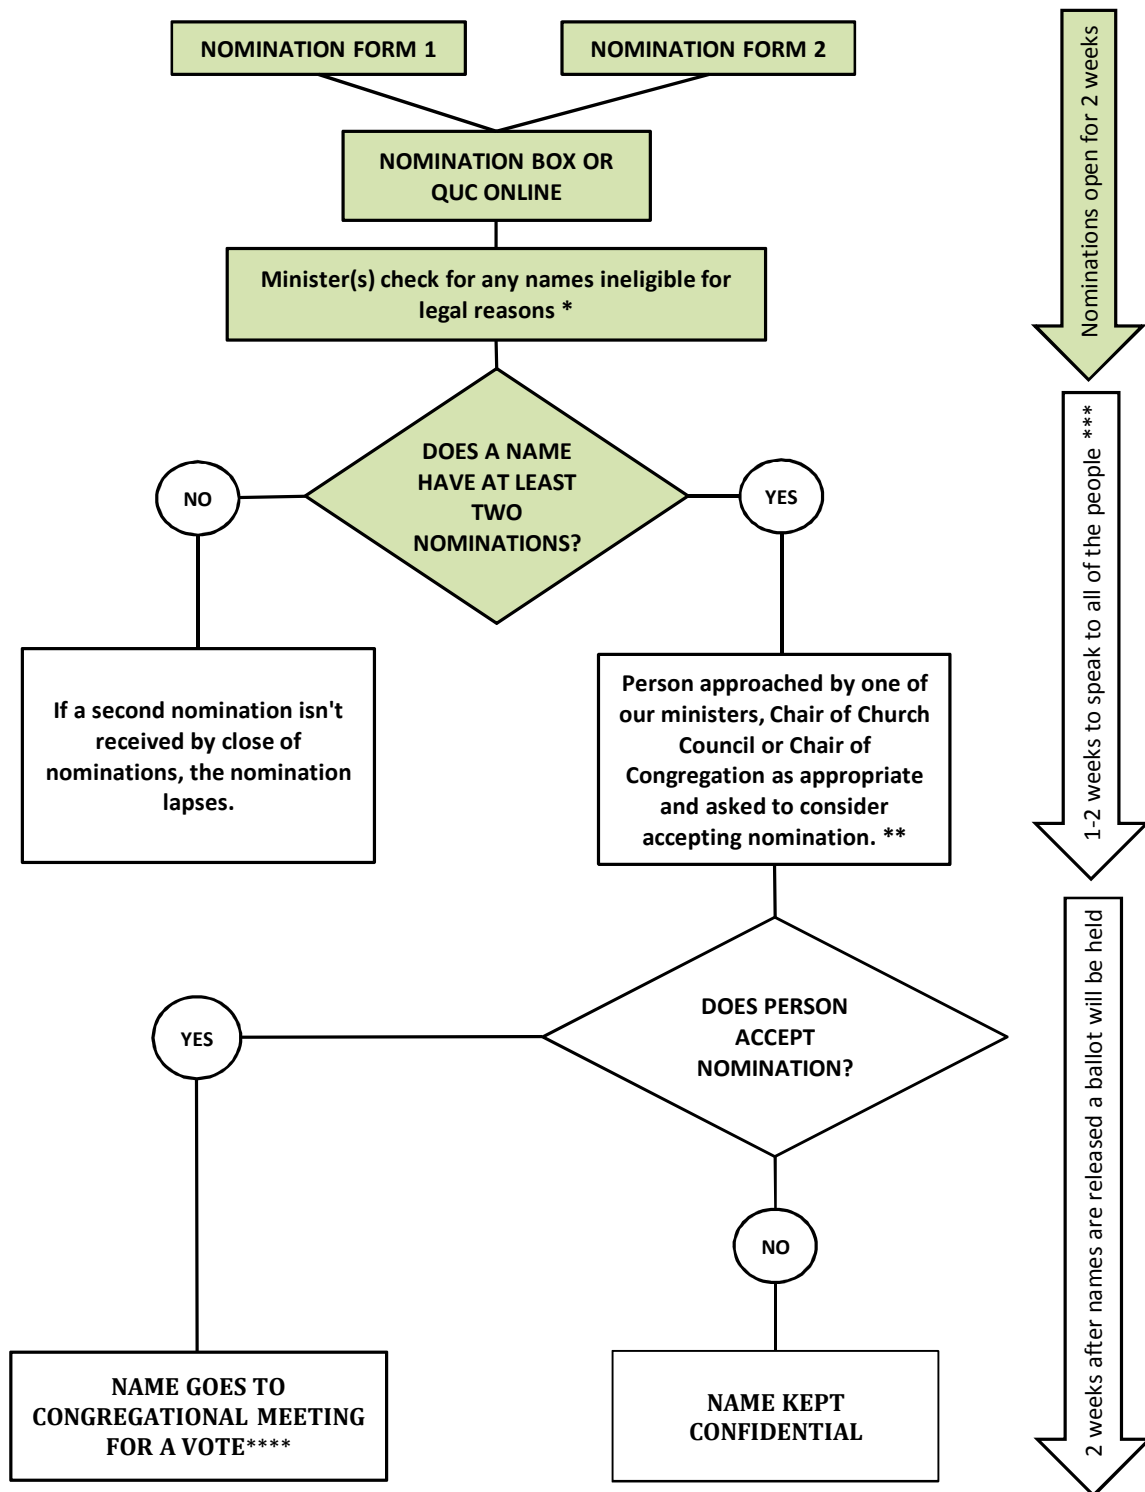 NOMINATION FORM 1
NOMINATION FORM 2
NOMINATION BOX OR
QUC ONLINE
Minister(s) check for any names ineligible for
legal reasons *
DOES A NAME
HAVE AT LEAST
TWO
NOMINATIONS?
NO
YES
If a second nomination isn't
received by close of
nominations, the nomination
lapses.
Person approached by one of
our ministers, Chair of Church
Council or Chair of
Congregation as appropriate
and asked to consider
accepting nomination. **
DOES PERSON
ACCEPT
NOMINATION?
YES
NO
NAME GOES TO
CONGREGATIONAL MEETING
FOR A VOTE****
NAME KEPT
CONFIDENTIAL
Nominations open for 2 weeks
1-2 weeks to speak to all of the people ***
2 weeks after names are released a ballot will be held